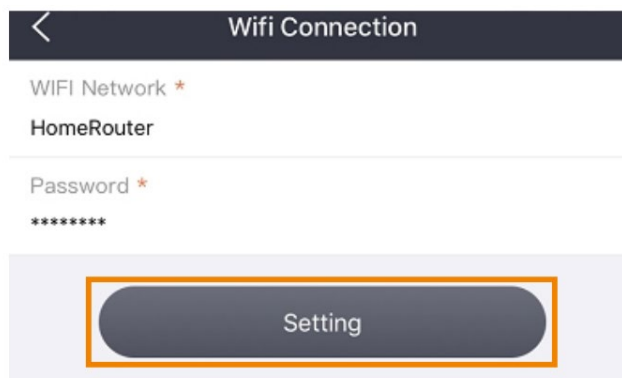 Wifi Connection
WIFI Network *
HomeRouter
Password *
********
Setting